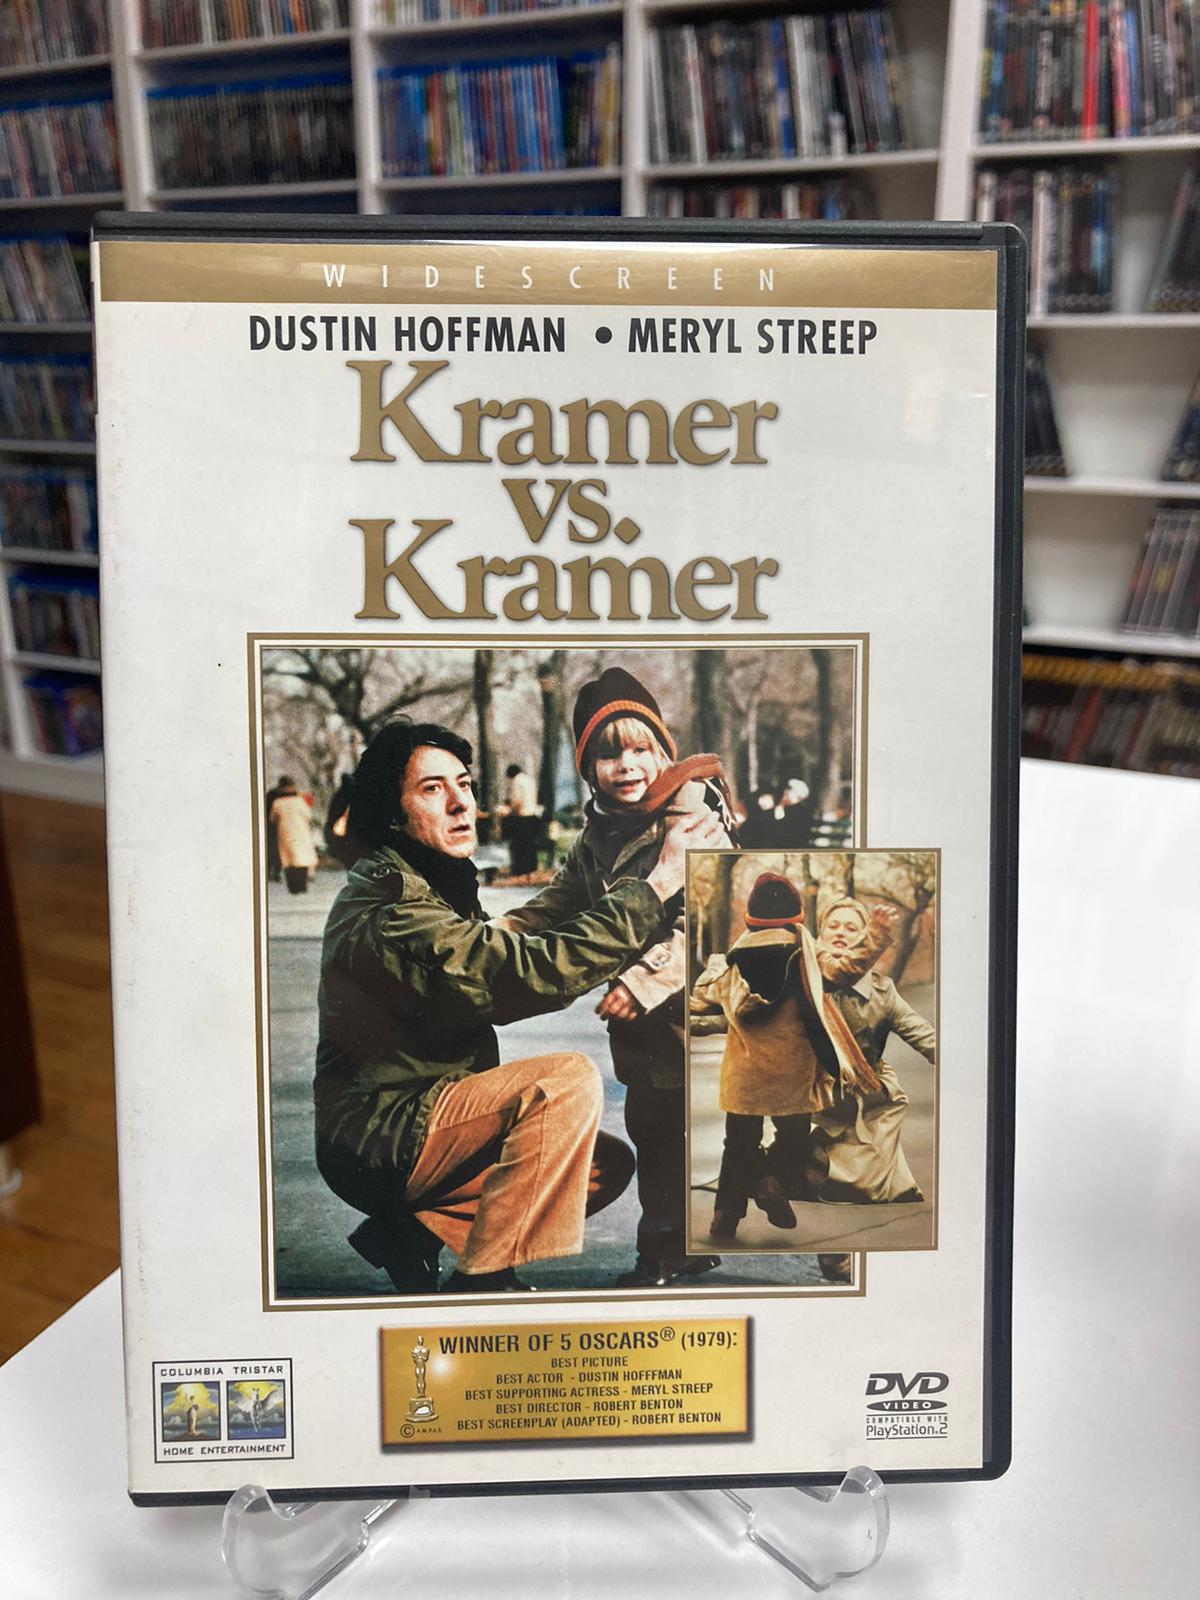 WIDESCREEN
DUSTIN HOFFMAN • MERYL STREEP
Kramer
vs.
Kramer
WINNER OF 5 OSCARS® (1979):
BEST PICTURE
BEST ACTOR - DUSTIN HOFFFMAN
BEST SUPPORTING ACTRESS - MERYL STREEP
BEST DIRECTOR - ROBERT BENTON
BEST SCREENPLAY (ADAPTED) - ROBERT BENTON
© A.M.P.A.S.
COLUMBIA TRISTAR
HOME ENTERTAINMENT
DVD
VIDEO
COMPATIBLE WITH
PlayStation.2